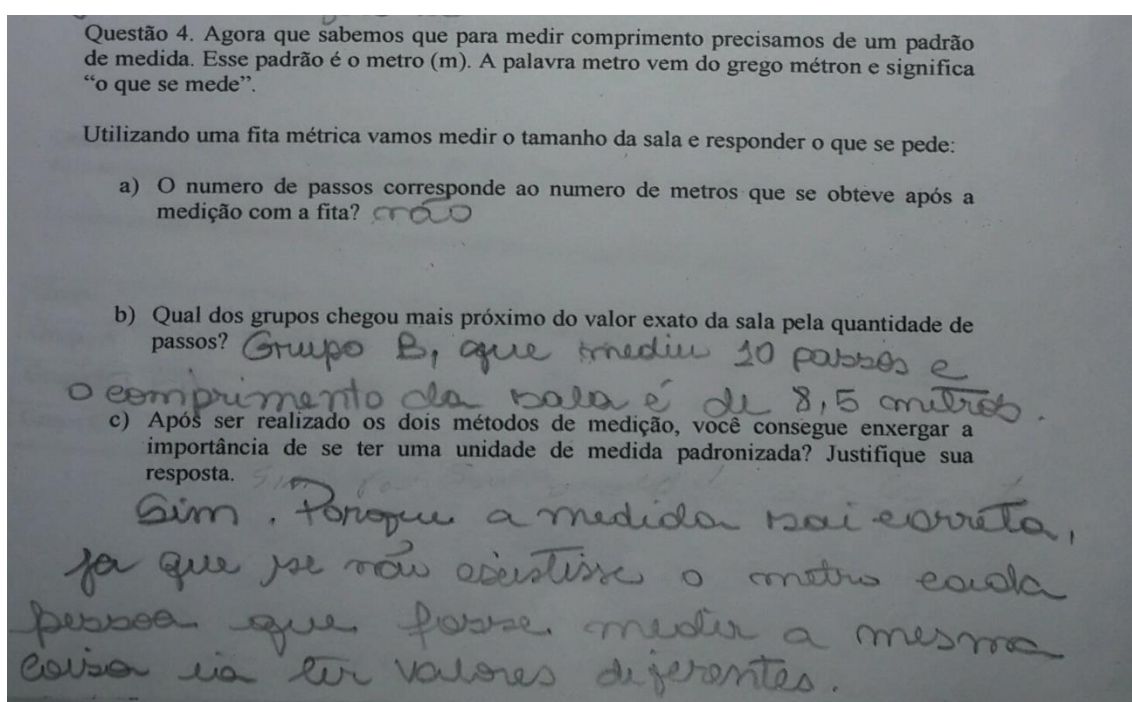 Questão 4. Agora que sabemos que para medir comprimento precisamos de um padrão
de medida. Esse padrão é o metro (m). A palavra metro vem do grego métron e significa
“o que se mede”.
Utilizando uma fita métrica vamos medir o tamanho da sala e responder o que se pede:
a) O numero de passos corresponde ao numero de metros que se obteve após a
medição com a fita? não
b) Qual dos grupos chegou mais próximo do valor exato da sala pela quantidade de
passos? Grupo B, que mediu 10 passos e
o comprimento da sala é de 8,5 metros.
c) Após ser realizado os dois métodos de medição, você consegue enxergar a
importância de se ter uma unidade de medida padronizada? Justifique sua
resposta.
Sim. Porque a medida sai correta,
ja que se não existisse o metro cada
pessoa que fosse medir a mesma
coisa ia ter valores diferentes.